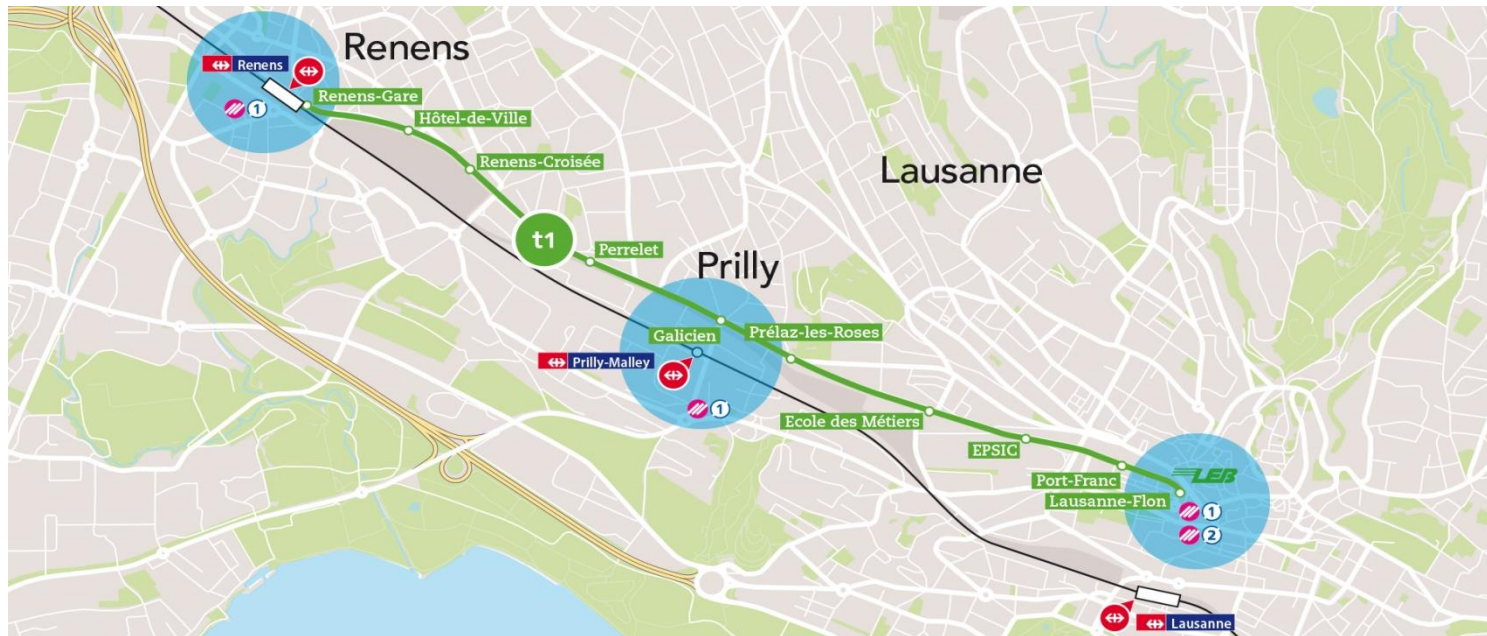 Renens
Renens
1
Renens-Gare
Hôtel-de-Ville
Renens-Croisée
Lausanne
t1
Perrelet
Prilly
Galicien
Prélaz-les-Roses
Prilly-Malley
1
Ecole des Métiers
EPSIC
Port-Franc
LEB
Lausanne-Flon
1
2
Lausanne